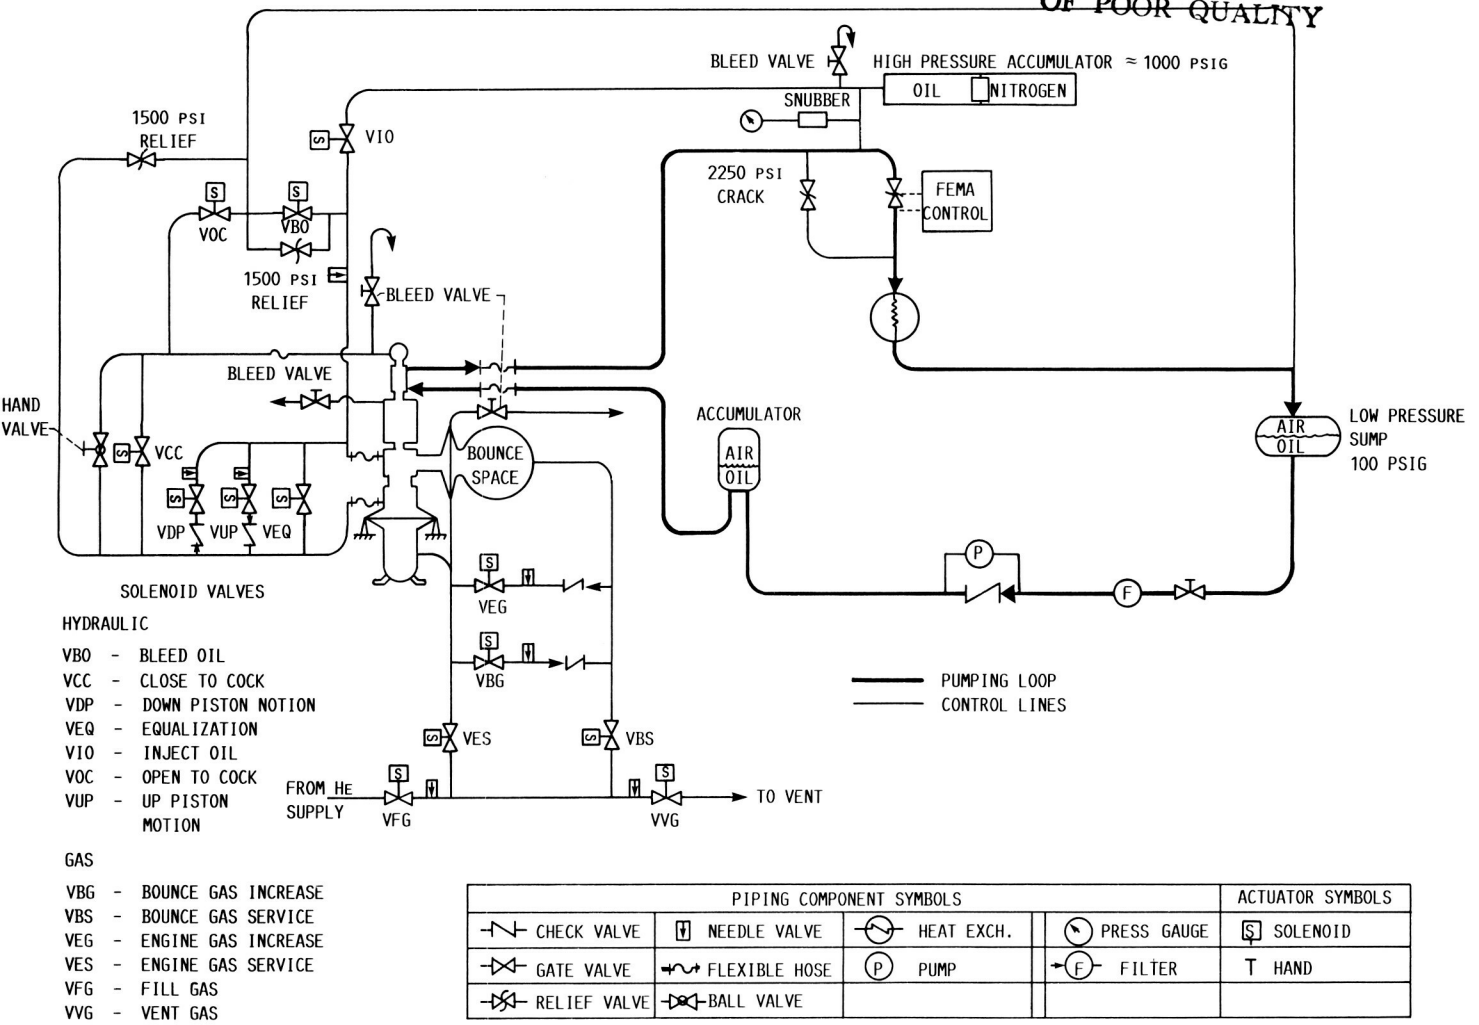 OF POOR QUALITY
BLEED VALVE
HIGH PRESSURE ACCUMULATOR ≈ 1000 PSIG
OIL
NITROGEN
SNUBBER
1500 PSI
RELIEF
S
VIO
2250 PSI
CRACK
FEMA
CONTROL
S
S
VOC
VBO
1500 PSI
RELIEF
BLEED VALVE
BLEED VALVE
HAND
VALVE
S
VCC
ACCUMULATOR
AIR
OIL
AIR
OIL
LOW PRESSURE
SUMP
100 PSIG
BOUNCE
SPACE
S
S
S
VDP
VUP
VEQ
P
F
S
VEG
S
VBG
S
VES
S
VBS
FROM HE
SUPPLY
S
VFG
S
VVG
TO VENT
PUMPING LOOP
CONTROL LINES
SOLENOID VALVES
HYDRAULIC
VBO - BLEED OIL
VCC - CLOSE TO COCK
VDP - DOWN PISTON NOTION
VEQ - EQUALIZATION
VIO - INJECT OIL
VOC - OPEN TO COCK
VUP - UP PISTON
MOTION
GAS
VBG - BOUNCE GAS INCREASE
VBS - BOUNCE GAS SERVICE
VEG - ENGINE GAS INCREASE
VES - ENGINE GAS SERVICE
VFG - FILL GAS
VVG - VENT GAS
PIPING COMPONENT SYMBOLS
ACTUATOR SYMBOLS
CHECK VALVE
NEEDLE VALVE
HEAT EXCH.
PRESS GAUGE
S SOLENOID
GATE VALVE
FLEXIBLE HOSE
P PUMP
F FILTER
T HAND
RELIEF VALVE
BALL VALVE